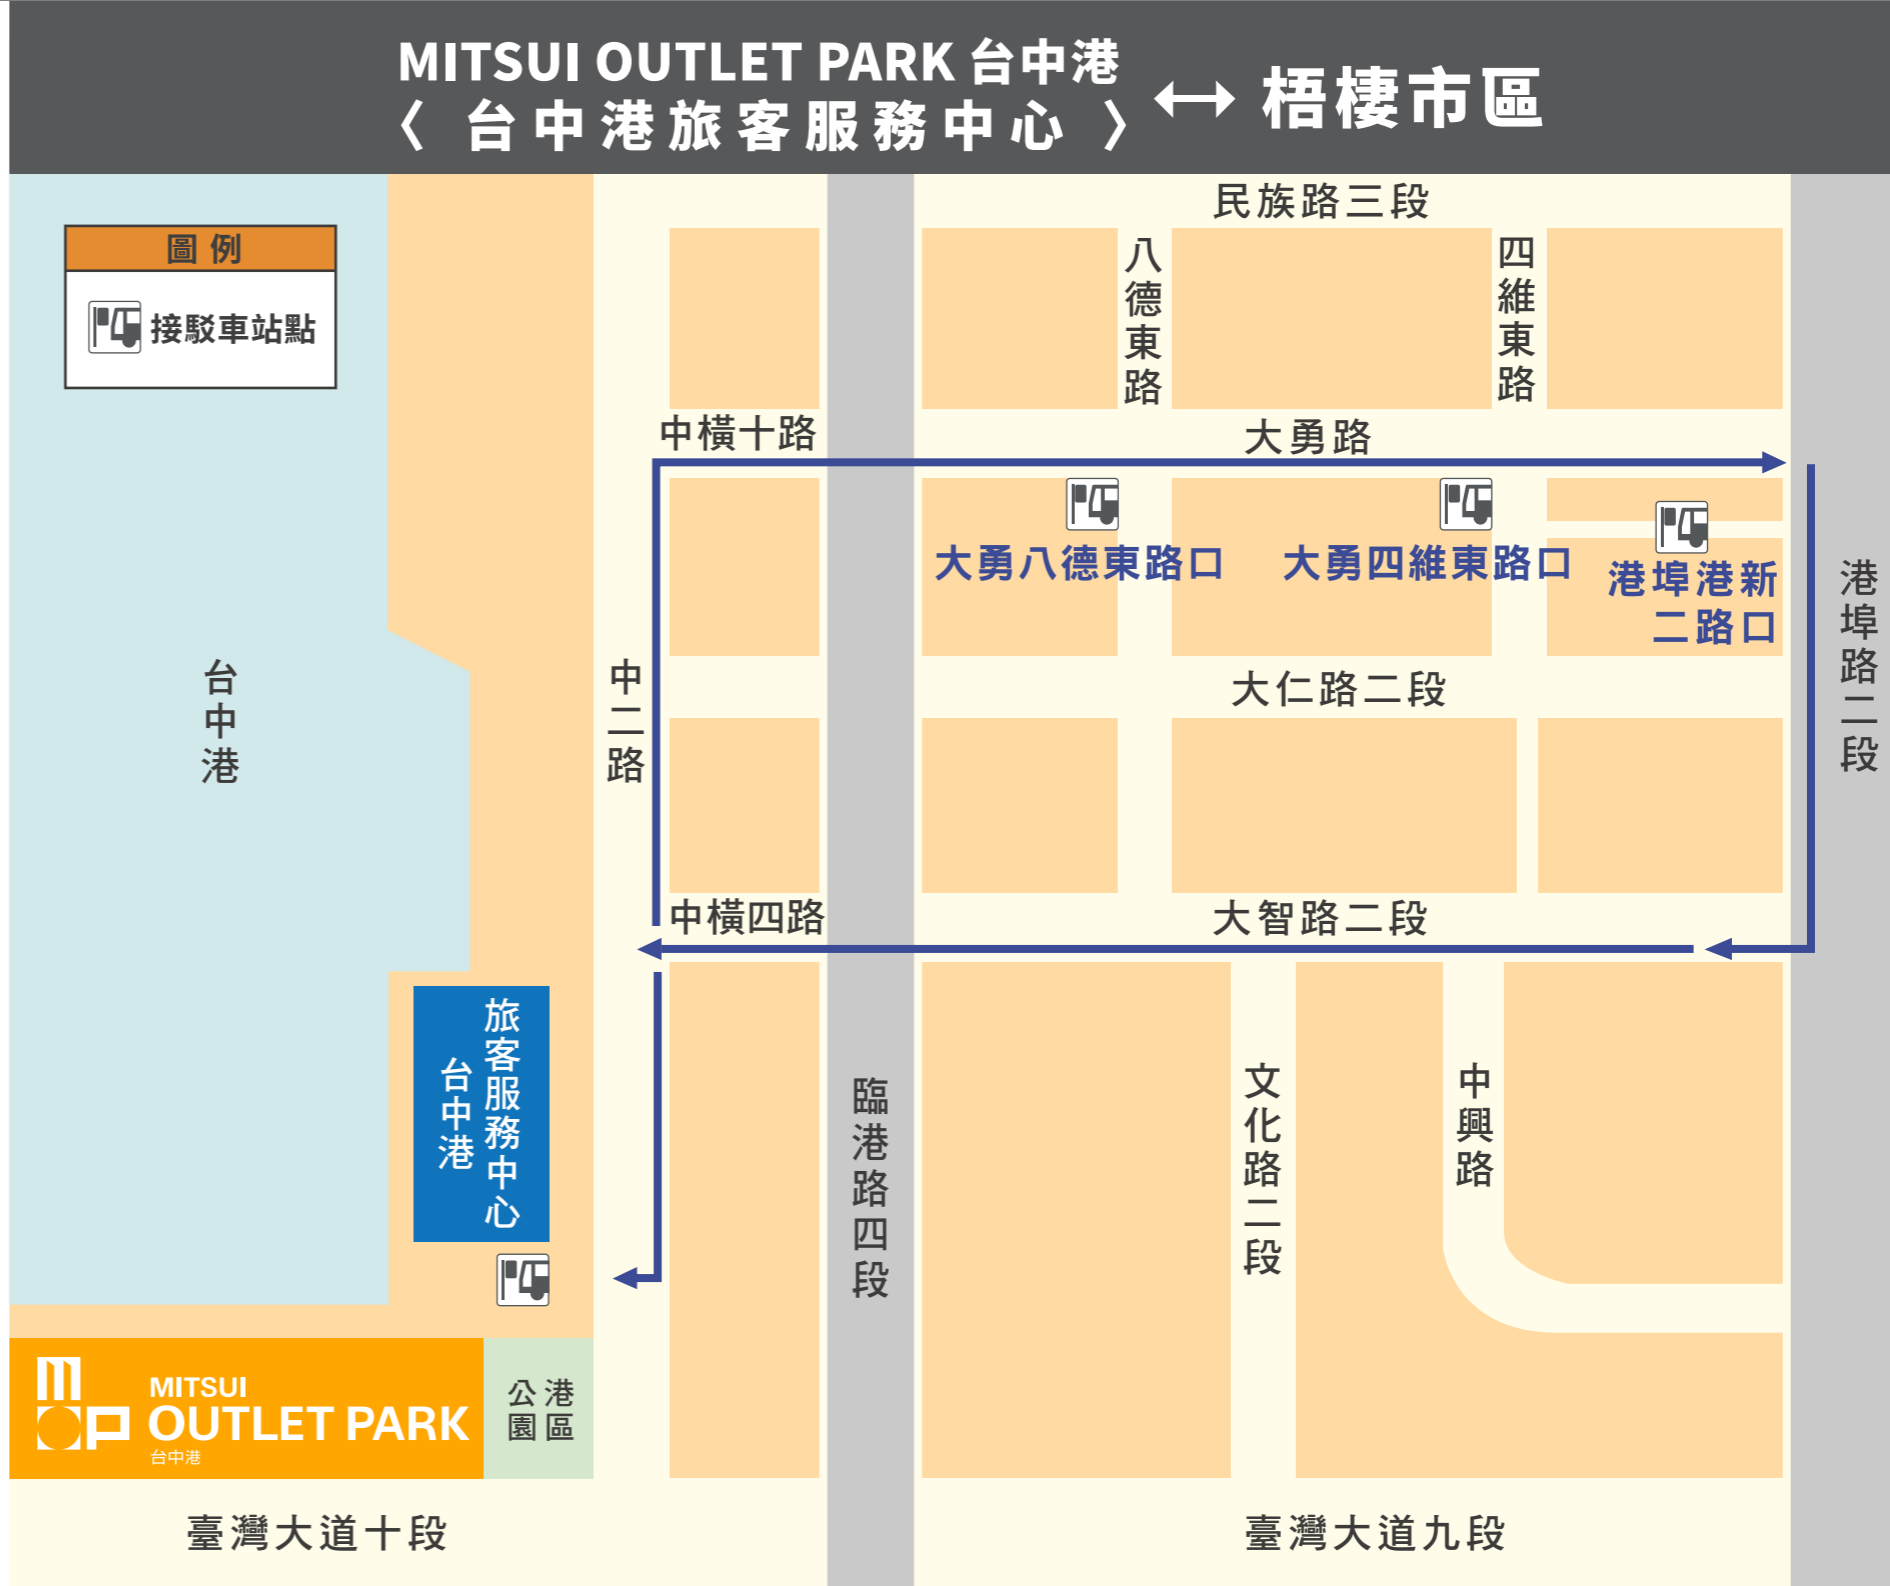 MITSUI OUTLET PARK 台中港
〈 台中港旅客服務中心 〉
↔ 梧棲市區
圖例
接駁車站點
民族路三段
八德東路
四維東路
中橫十路
大勇路
大勇八德東路口
大勇四維東路口
港埠港新
二路口
港埠路二段
台中港
中二路
大仁路二段
中橫四路
大智路二段
旅客服務中心
台中港
臨港路四段
文化路二段
中興路
MITSUI
OUTLET PARK
台中港
港區
公園
臺灣大道十段
臺灣大道九段